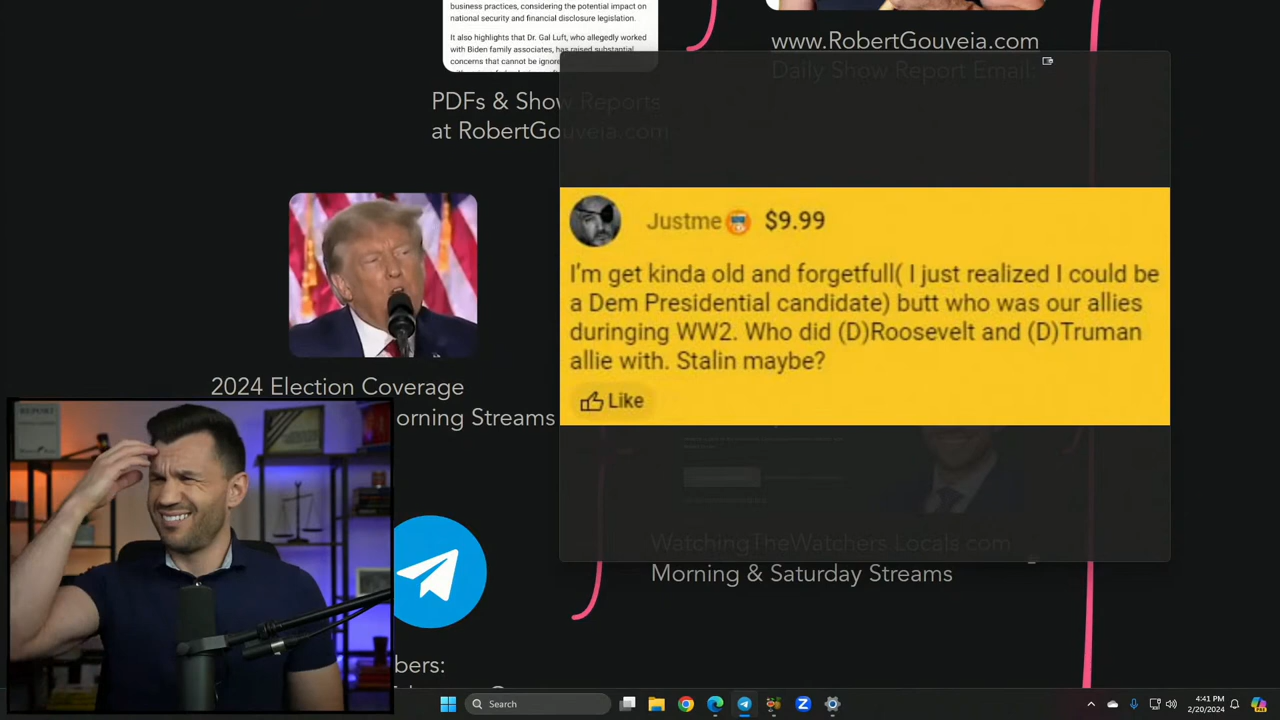 business practices, considering the potential impact on
national security and financial disclosure legislation.
It also highlights that Dr. Gal Luft, who allegedly worked
with Biden family associates, has raised substantial
concerns that cannot be ignore
www.RobertGouveia.com
Daily Show Report Email:
PDFs & Show Reports
at RobertGouveia.com
Justme $9.99
I'm get kinda old and forgetfull( I just realized I could be
a Dem Presidential candidate) butt who was our allies
duringing WW2. Who did (D)Roosevelt and (D)Truman
allie with. Stalin maybe?
Like
2024 Election Coverage
orning Streams
REPORT
WatchingTheWatchers.Locals.com
Morning & Saturday Streams
bers:
Search
4:41 PM
2/20/2024